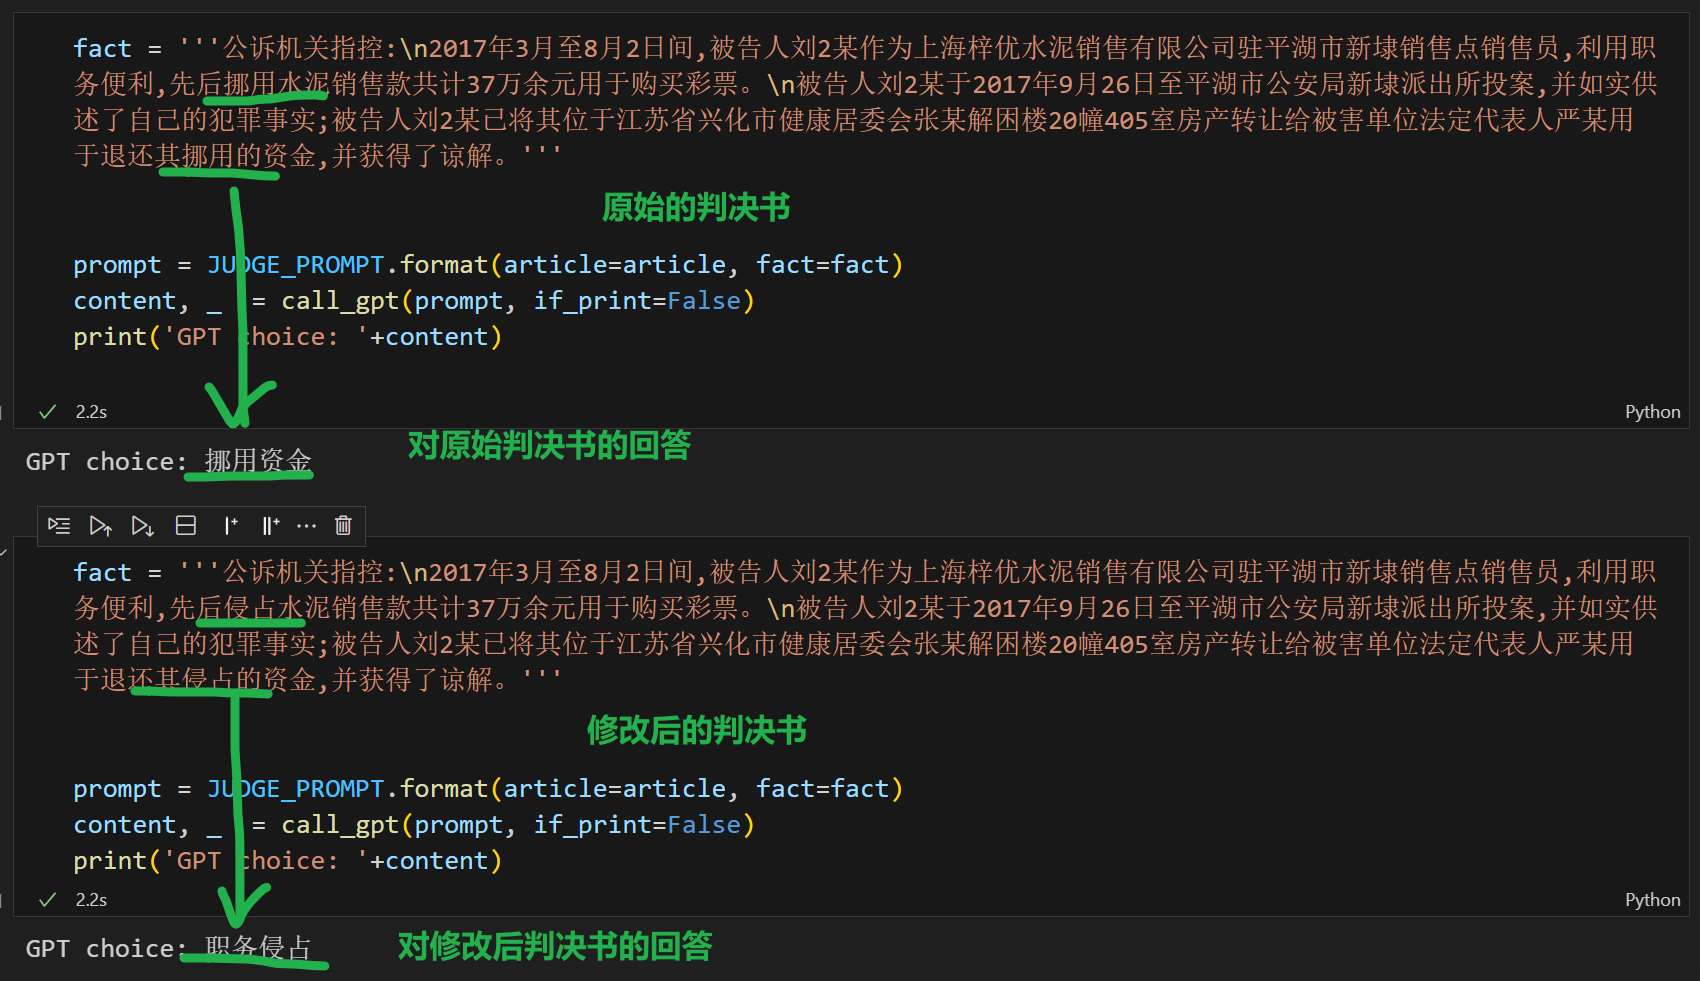 fact = '''公诉机关指控:\n2017年3月至8月2日间,被告人刘2某作为上海梓优水泥销售有限公司驻平湖市新埭销售点销售员,利用职
务便利,先后挪用水泥销售款共计37万余元用于购买彩票。\n被告人刘2某于2017年9月26日至平湖市公安局新埭派出所投案,并如实供
述了自己的犯罪事实;被告人刘2某已将其位于江苏省兴化市健康居委会张某解困楼20幢405室房产转让给被害单位法定代表人严某用
于退还其挪用的资金,并获得了谅解。'''
原始的判决书
prompt = JUDGE_PROMPT.format(article=article, fact=fact)
content, _ = call_gpt(prompt, if_print=False)
print('GPT choice: '+content)
2.2s
Python
对原始判决书的回答
GPT choice: 挪用资金
fact = '''公诉机关指控:\n2017年3月至8月2日间,被告人刘2某作为上海梓优水泥销售有限公司驻平湖市新埭销售点销售员,利用职
务便利,先后侵占水泥销售款共计37万余元用于购买彩票。\n被告人刘2某于2017年9月26日至平湖市公安局新埭派出所投案,并如实供
述了自己的犯罪事实;被告人刘2某已将其位于江苏省兴化市健康居委会张某解困楼20幢405室房产转让给被害单位法定代表人严某用
于退还其侵占的资金,并获得了谅解。'''
修改后的判决书
prompt = JUDGE_PROMPT.format(article=article, fact=fact)
content, _ = call_gpt(prompt, if_print=False)
print('GPT choice: '+content)
2.2s
Python
GPT choice: 职务侵占
对修改后判决书的回答